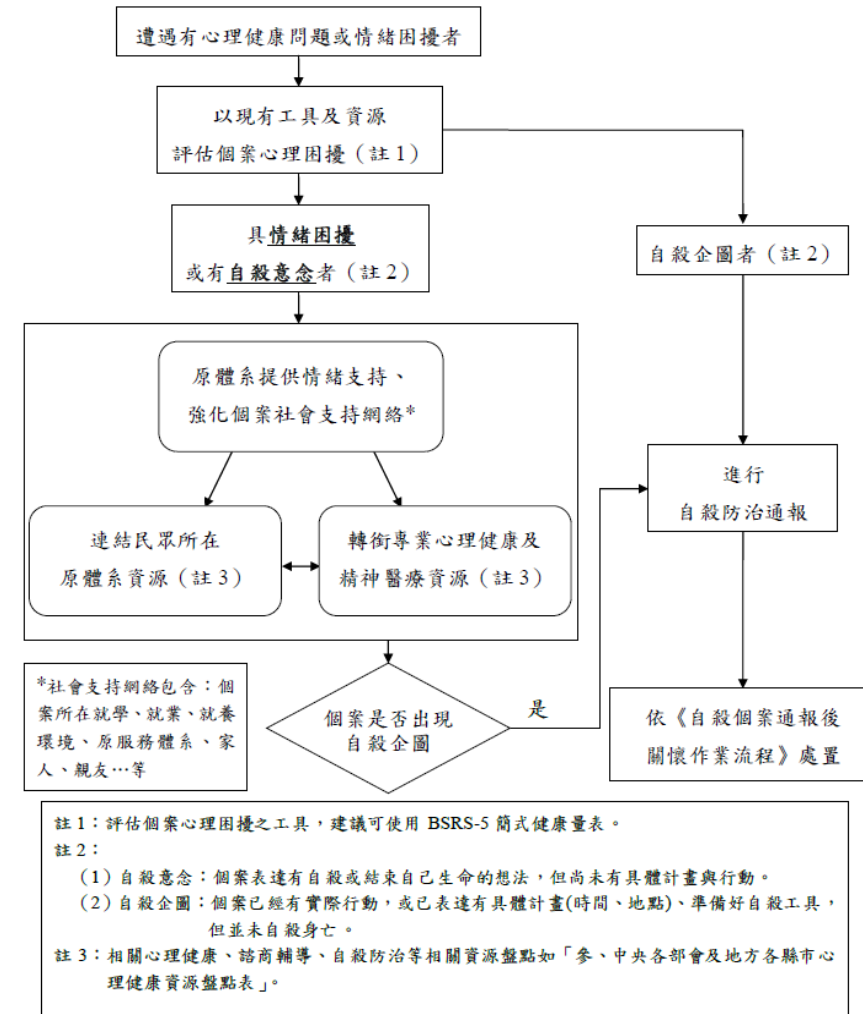 遭遇有心理健康問題或情緒困擾者
以現有工具及資源
評估個案心理困擾（註1）
具情緒困擾
或有自殺意念者（註2）
自殺企圖者（註2）
原體系提供情緒支持、
強化個案社會支持網絡*
連結民眾所在
原體系資源（註3）
轉銜專業心理健康及
精神醫療資源（註3）
進行
自殺防治通報
*社會支持網絡包含：個
案所在就學、就業、就養
環境、原服務體系、家
人、親友…等
個案是否出現
自殺企圖
是
依《自殺個案通報後
關懷作業流程》處置
註1：評估個案心理困擾之工具，建議可使用 BSRS-5 簡式健康量表。
註2：
（1）自殺意念：個案表達有自殺或結束自己生命的想法，但尚未有具體計畫與行動。
（2）自殺企圖：個案已經有實際行動，或已表達有具體計畫(時間、地點)、準備好自殺工具，
但並未自殺身亡。
註3：相關心理健康、諮商輔導、自殺防治等相關資源盤點如「參、中央各部會及地方各縣市心
理健康資源盤點表」。